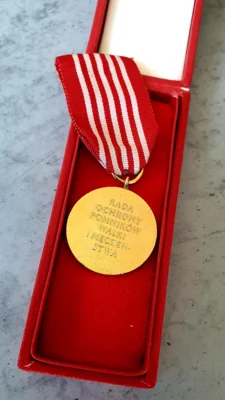 RADA
OCHRONY
POMNIKÓW
WALKI
I MĘCZEŃ-
STWA